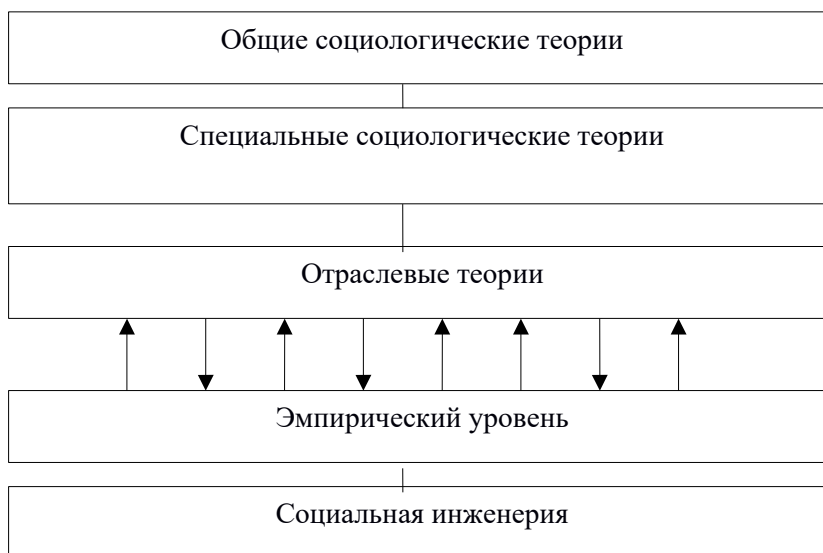 Общие социологические теории
Специальные социологические теории
Отраслевые теории
Эмпирический уровень
Социальная инженерия